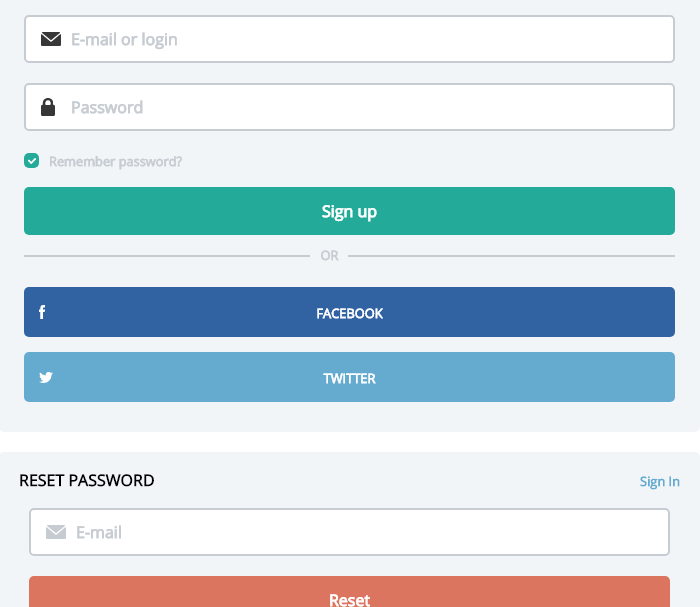 E-mail or login
Password
Remember password?
Sign up
OR
FACEBOOK
TWITTER
RESET PASSWORD
Sign In
E-mail
Reset